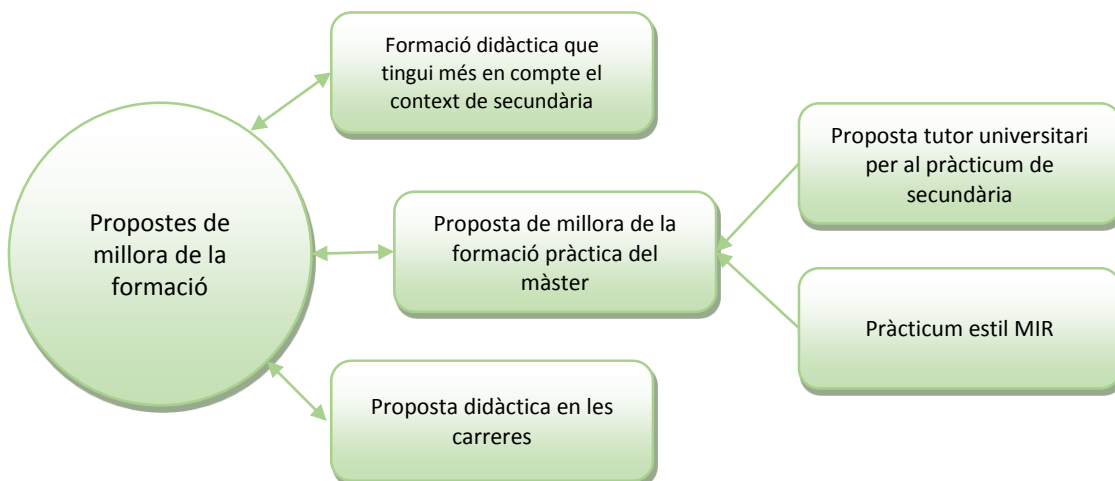 Formació didàctica que
tingui més en compte el
context de secundària
Propostes de
millora de la
formació
Proposta de millora de la
formació pràctica del
màster
Proposta tutor universitari
per al pràcticum de
secundària
Pràcticum estil MIR
Proposta didàctica en les
carreres